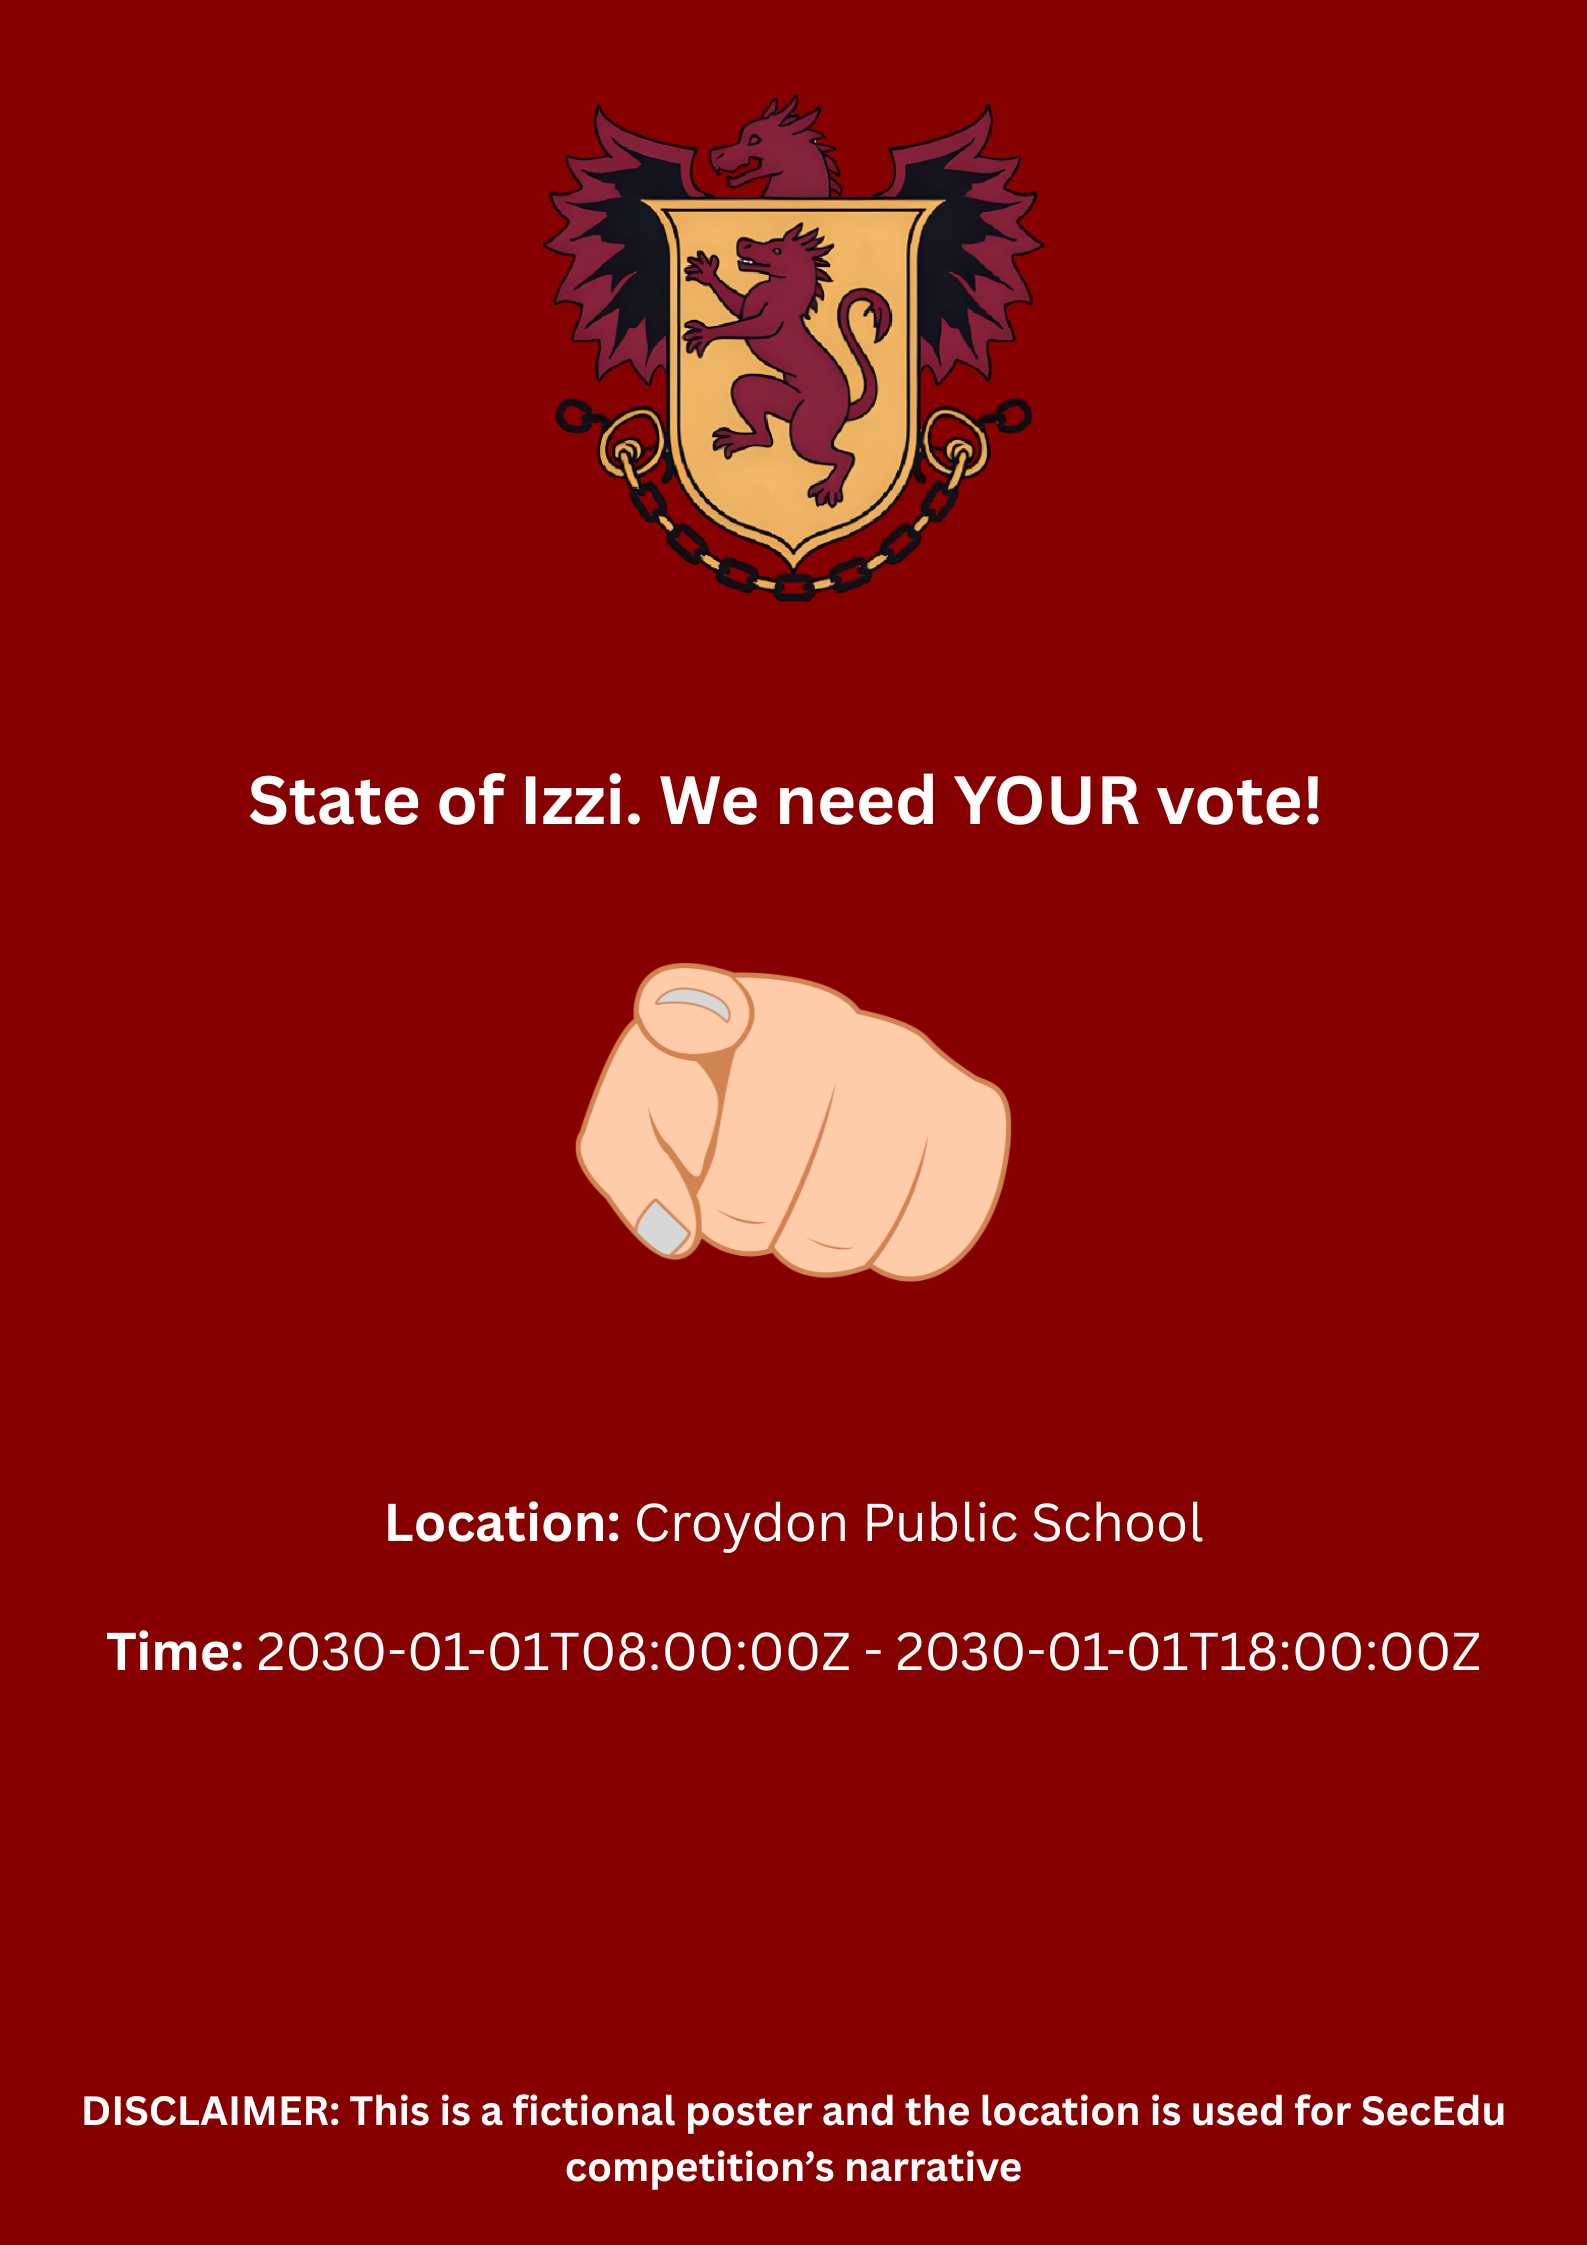 State of Izzi. We need YOUR vote!
Location: Croydon Public School
Time: 2030-01-01T08:00:00Z - 2030-01-01T18:00:00Z
DISCLAIMER: This is a fictional poster and the location is used for SecEdu
competition’s narrative